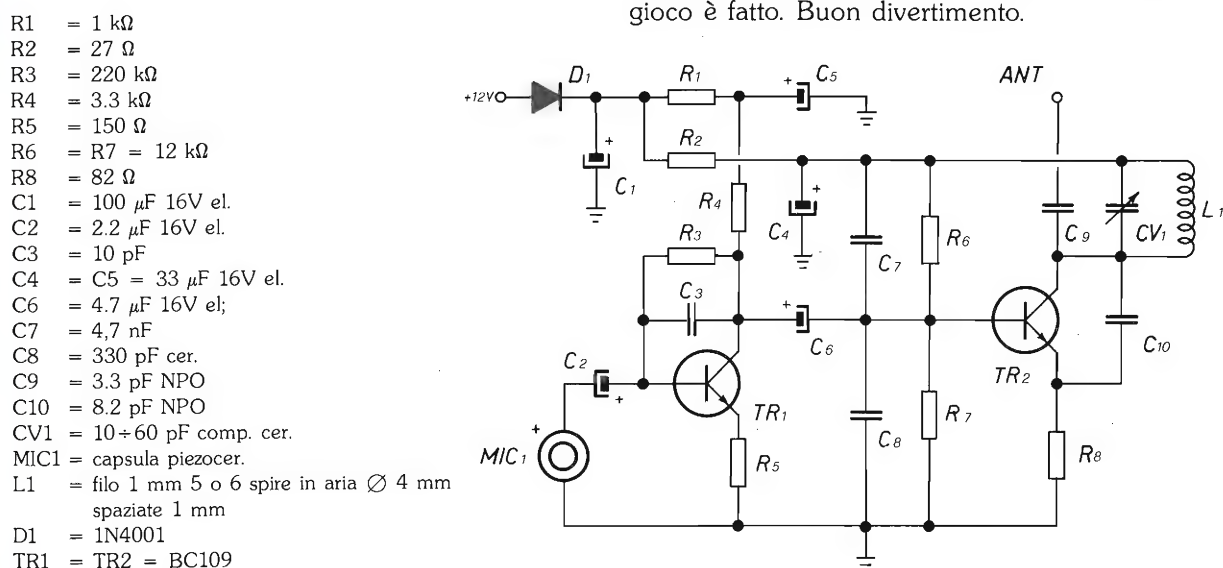 gioco è fatto. Buon divertimento.
R1 = 1 kΩ
R2 = 27 Ω
R3 = 220 kΩ
R4 = 3.3 kΩ
R5 = 150 Ω
R6 = R7 = 12 kΩ
R8 = 82 Ω
C1 = 100 μF 16V el.
C2 = 2.2 μF 16V el.
C3 = 10 pF
C4 = C5 = 33 μF 16V el.
C6 = 4.7 μF 16V el;
C7 = 4,7 nF
C8 = 330 pF cer.
C9 = 3.3 pF NPO
C10 = 8.2 pF NPO
CV1 = 10÷60 pF comp. cer.
MIC1 = capsula piezocer.
L1 = filo 1 mm 5 o 6 spire in aria ∅ 4 mm
spaziate 1 mm
D1 = 1N4001
TR1 = TR2 = BC109
+12V
D1
R1
+
C5
ANT
R2
+
C1
R4
+
C4
R3
C7
R6
C9
CV1
L1
C3
+
C6
C2
+
TR1
TR2
C10
+
MIC1
R5
C8
R7
R8